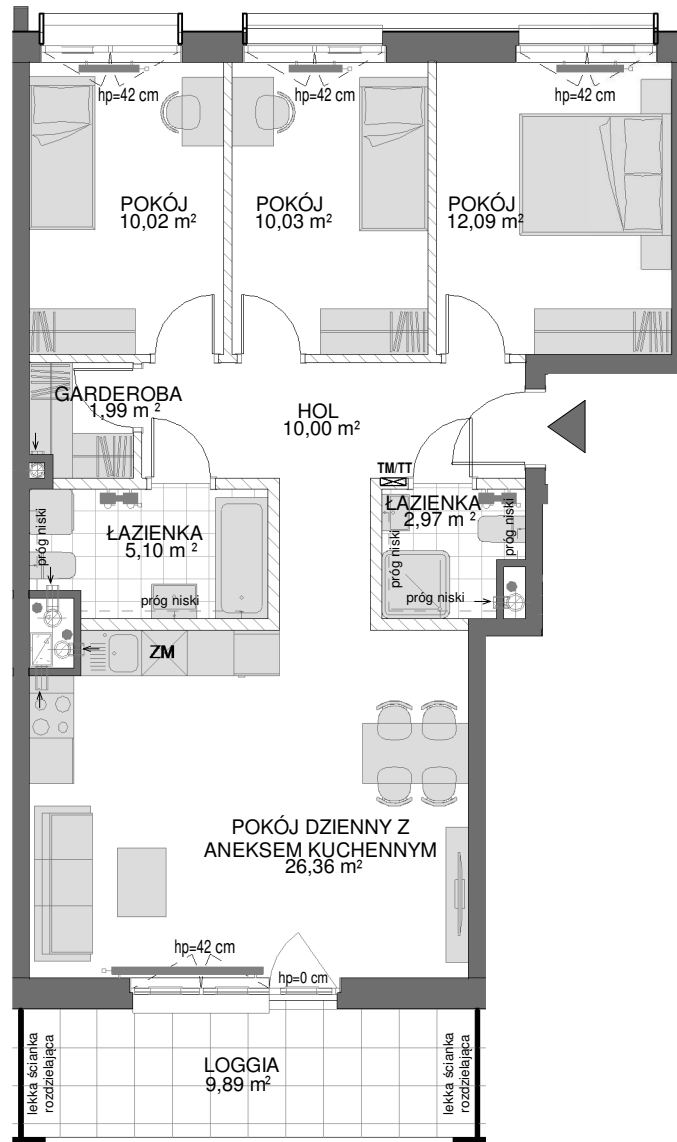 hp=42 cm
hp=42 cm
hp=42 cm
POKÓJ
10,02 m²
POKÓJ
10,03 m²
POKÓJ
12,09 m²
GARDEROBA
1,99 m²
HOL
10,00 m²
TM/TT
ŁAZIENKA
5,10 m²
próg niski
próg niski
ŁAZIENKA
2,97 m²
próg niski
próg niski
próg niski
ZM
POKÓJ DZIENNY Z
ANEKSEM KUCHENNYM
26,36 m²
hp=42 cm
hp=0 cm
LOGGIA
9,89 m²
lekka ścianka
rozdzielająca
lekka ścianka
rozdzielająca